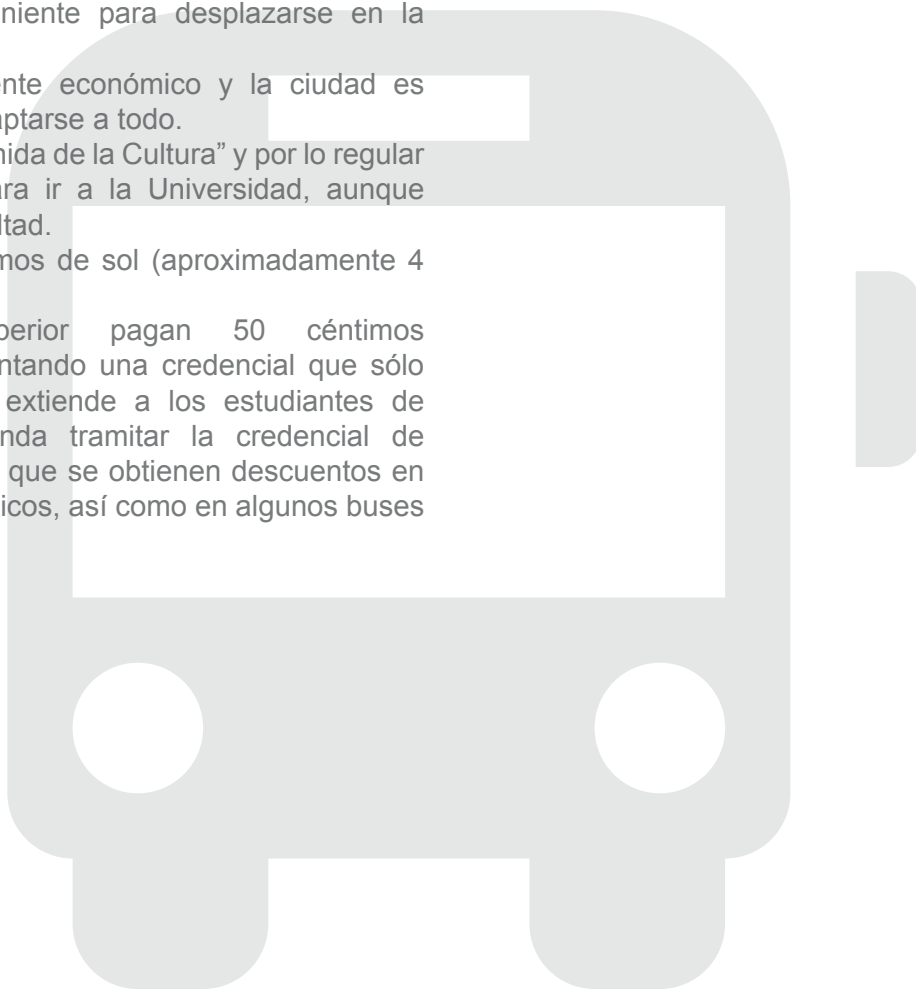 niente para desplazarse en la
nte económico y la ciudad es
aptarse a todo.
nida de la Cultura” y por lo regular
ara ir a la Universidad, aunque
ltad.
mos de sol (aproximadamente 4
perior pagan 50 céntimos
ntando una credencial que sólo
extiende a los estudiantes de
nda tramitar la credencial de
que se obtienen descuentos en
icos, así como en algunos buses